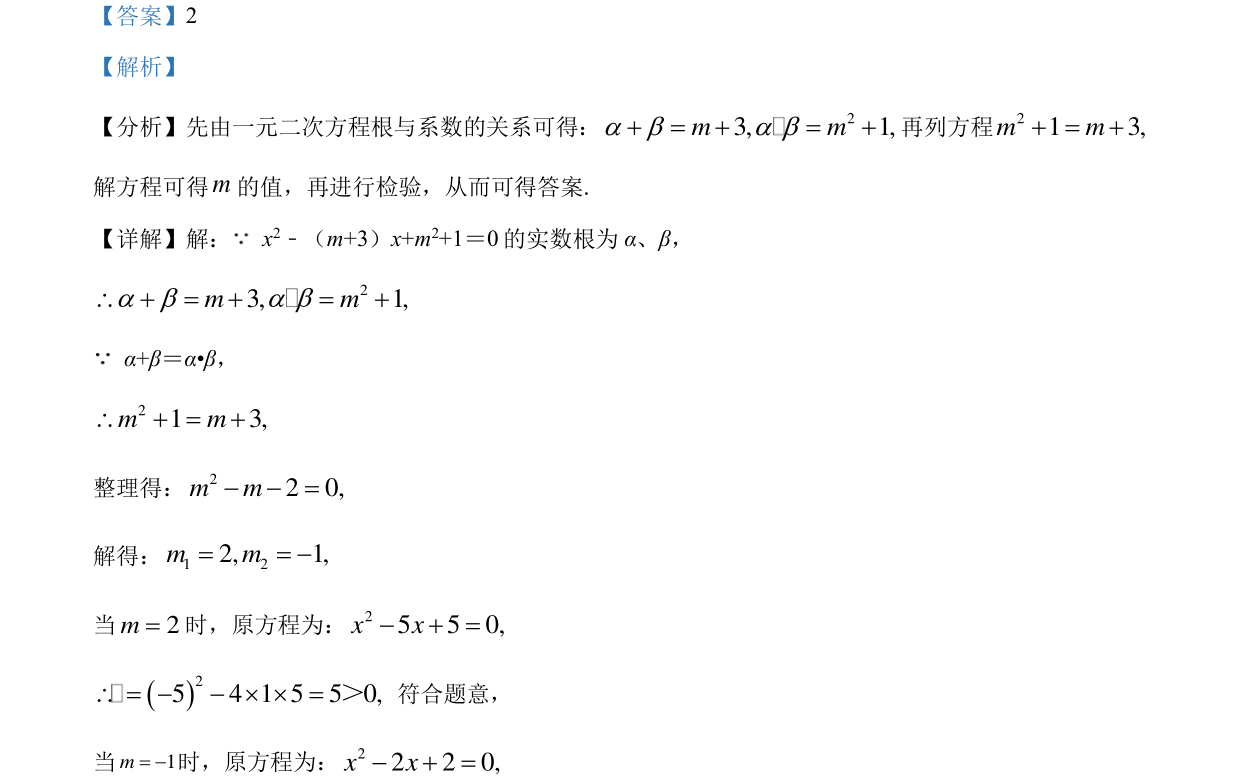 【答案】2
【解析】
【分析】先由一元二次方程根与系数的关系可得：α + β = m + 3, α□β = m² + 1, 再列方程 m² + 1 = m + 3,
解方程可得 m 的值，再进行检验，从而可得答案.
【详解】解：∵ x²﹣（m+3）x+m²+1＝0 的实数根为 α、β，
∴ α + β = m + 3, α□β = m² + 1,
∵ α+β＝α•β，
∴ m² + 1 = m + 3,
整理得：m² − m − 2 = 0,
解得：m₁ = 2, m₂ = −1,
当 m = 2 时，原方程为：x² − 5x + 5 = 0,
∴□ = (−5)² − 4×1×5 = 5＞0, 符合题意，
当 m = −1 时，原方程为：x² − 2x + 2 = 0,